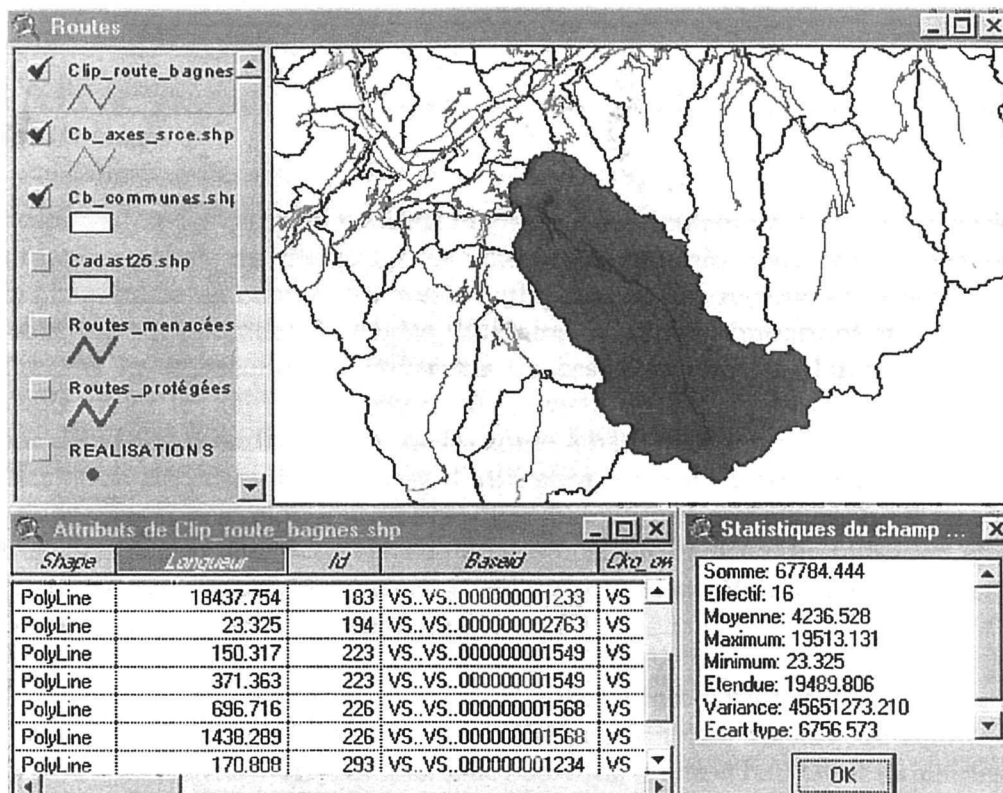 Routes
Clip_route_bagnes
Cb_axes_srce.shp
Cb_communes.shp
Cadast25.shp
Routes_menacées
Routes_protégées
REALISATIONS
Attributs de Clip_route_bagnes.shp
Shape Longueur Id Baseid Cko_ow
PolyLine 18437.754 183 VS..VS..000000001233 VS
PolyLine 23.325 194 VS..VS..000000002763 VS
PolyLine 150.317 223 VS..VS..000000001549 VS
PolyLine 371.363 223 VS..VS..000000001549 VS
PolyLine 696.716 226 VS..VS..000000001568 VS
PolyLine 1438.289 226 VS..VS..000000001568 VS
PolyLine 170.808 293 VS..VS..000000001234 VS
Statistiques du champ ...
Somme: 67784.444
Effectif: 16
Moyenne: 4236.528
Maximum: 19513.131
Minimum: 23.325
Etendue: 19489.806
Variance: 45651273.210
Ecart type: 6756.573
OK